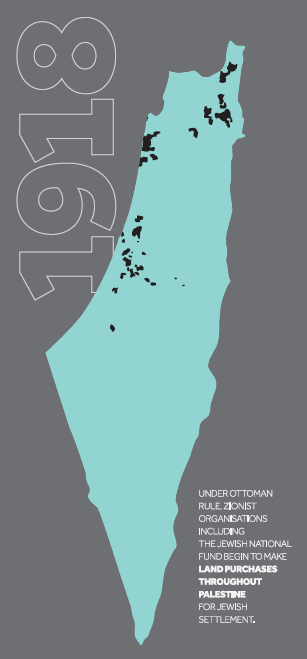 1918
UNDER OTTOMAN
RULE, ZIONIST
ORGANISATIONS
INCLUDING
THE JEWISH NATIONAL
FUND BEGIN TO MAKE
LAND PURCHASES
THROUGHOUT
PALESTINE
FOR JEWISH
SETTLEMENT.